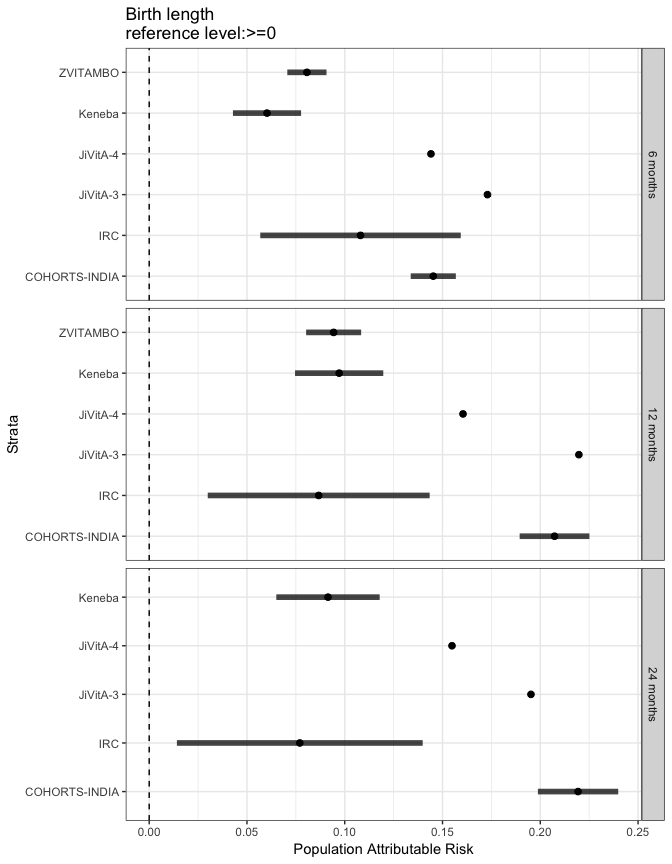 Birth length
reference level:>=0
ZVITAMBO
Keneba
JiVitA-4
JiVitA-3
IRC
COHORTS-INDIA
6 months
ZVITAMBO
Keneba
JiVitA-4
JiVitA-3
IRC
COHORTS-INDIA
12 months
Strata
Keneba
JiVitA-4
JiVitA-3
IRC
COHORTS-INDIA
24 months
0.00 0.05 0.10 0.15 0.20 0.25
Population Attributable Risk